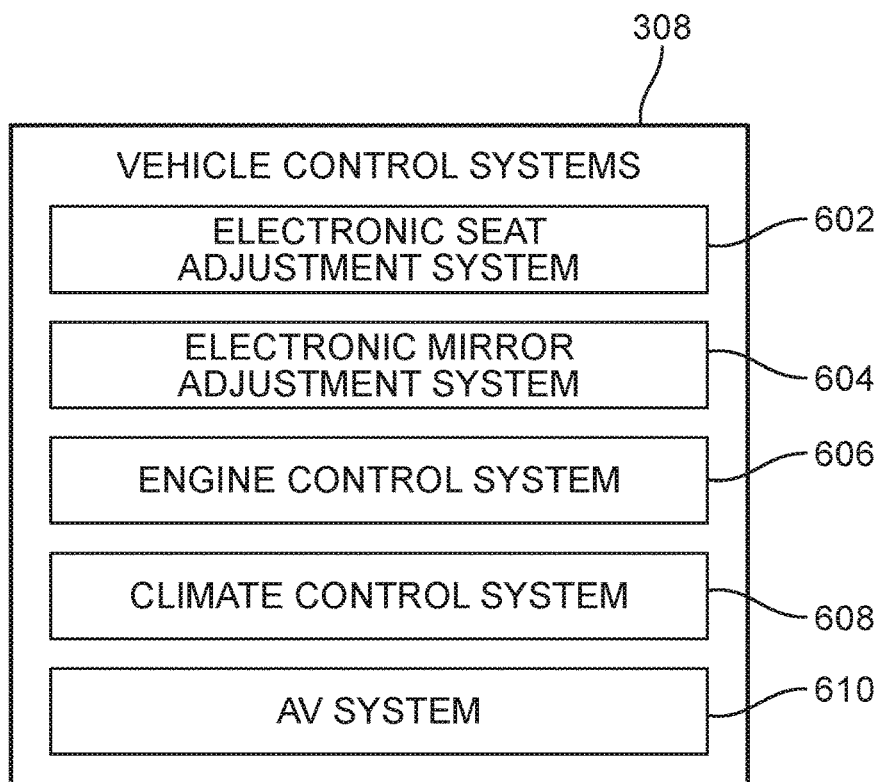 308
VEHICLE CONTROL SYSTEMS
ELECTRONIC SEAT
ADJUSTMENT SYSTEM
602
ELECTRONIC MIRROR
ADJUSTMENT SYSTEM
604
ENGINE CONTROL SYSTEM
606
CLIMATE CONTROL SYSTEM
608
AV SYSTEM
610